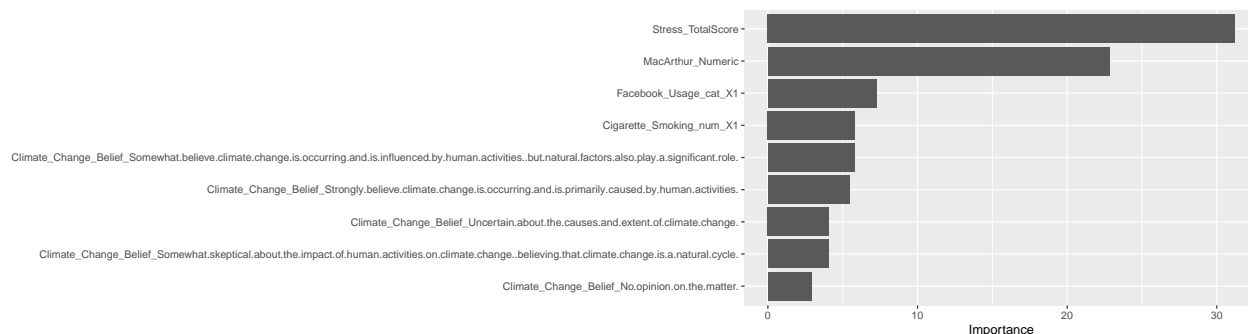 Stress_TotalScore
MacArthur_Numeric
Facebook_Usage_cat_X1
Cigarette_Smoking_num_X1
Climate_Change_Belief_Somewhat.believe.climate.change.is.occurring.and.is.influenced.by.human.activities..but.natural.factors.also.play.a.significant.role.
Climate_Change_Belief_Strongly.believe.climate.change.is.occurring.and.is.primarily.caused.by.human.activities.
Climate_Change_Belief_Uncertain.about.the.causes.and.extent.of.climate.change.
Climate_Change_Belief_Somewhat.skeptical.about.the.impact.of.human.activities.on.climate.change..believing.that.climate.change.is.a.natural.cycle.
Climate_Change_Belief_No.opinion.on.the.matter.
0 10 20 30
Importance